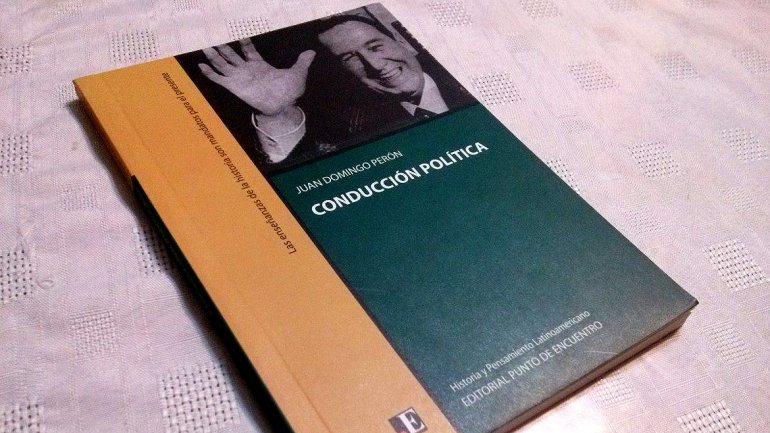 Las enseñanzas de la historia son mandatos para el presente
JUAN DOMINGO PERÓN
CONDUCCIÓN POLÍTICA
Historia y Pensamiento Latinoamericano
EDITORIAL PUNTO DE ENCUENTRO
E